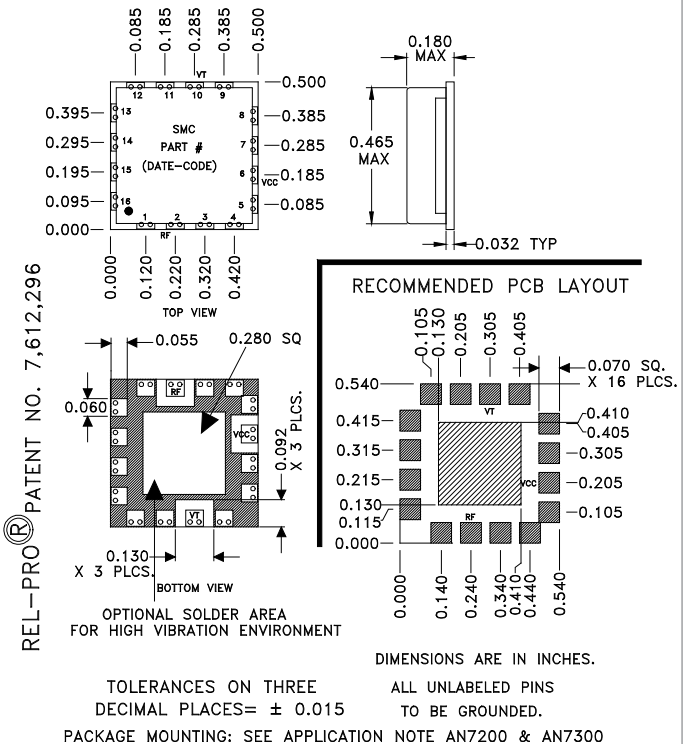 0.085
0.185
0.285
0.385
0.500
VT
12 11 10 9
0.500
0.395
13
8
0.385
SMC
PART #
(DATE-CODE)
0.295
14
7
0.285
0.195
15
6
VCC
0.185
0.095
16
5
0.085
0.000
1 2 3 4
RF
0.000
0.120
0.220
0.320
0.420
TOP VIEW
0.180
MAX
0.465
MAX
0.032 TYP
REL-PRO® PATENT NO. 7,612,296
0.055
0.280 SQ
0.060
RF
VCC
0.092
X 3 PLCS.
VT
0.130
X 3 PLCS.
BOTTOM VIEW
OPTIONAL SOLDER AREA
FOR HIGH VIBRATION ENVIRONMENT
RECOMMENDED PCB LAYOUT
0.105
0.130
0.205
0.305
0.405
0.070 SQ.
X 16 PLCS.
0.540
VT
0.415
0.410
0.405
0.315
0.305
0.215
VCC
0.205
0.130
0.115
RF
0.105
0.000
0.000
0.140
0.240
0.340
0.410
0.440
0.540
DIMENSIONS ARE IN INCHES.
TOLERANCES ON THREE
DECIMAL PLACES= ± 0.015
ALL UNLABELED PINS
TO BE GROUNDED.
PACKAGE MOUNTING: SEE APPLICATION NOTE AN7200 & AN7300